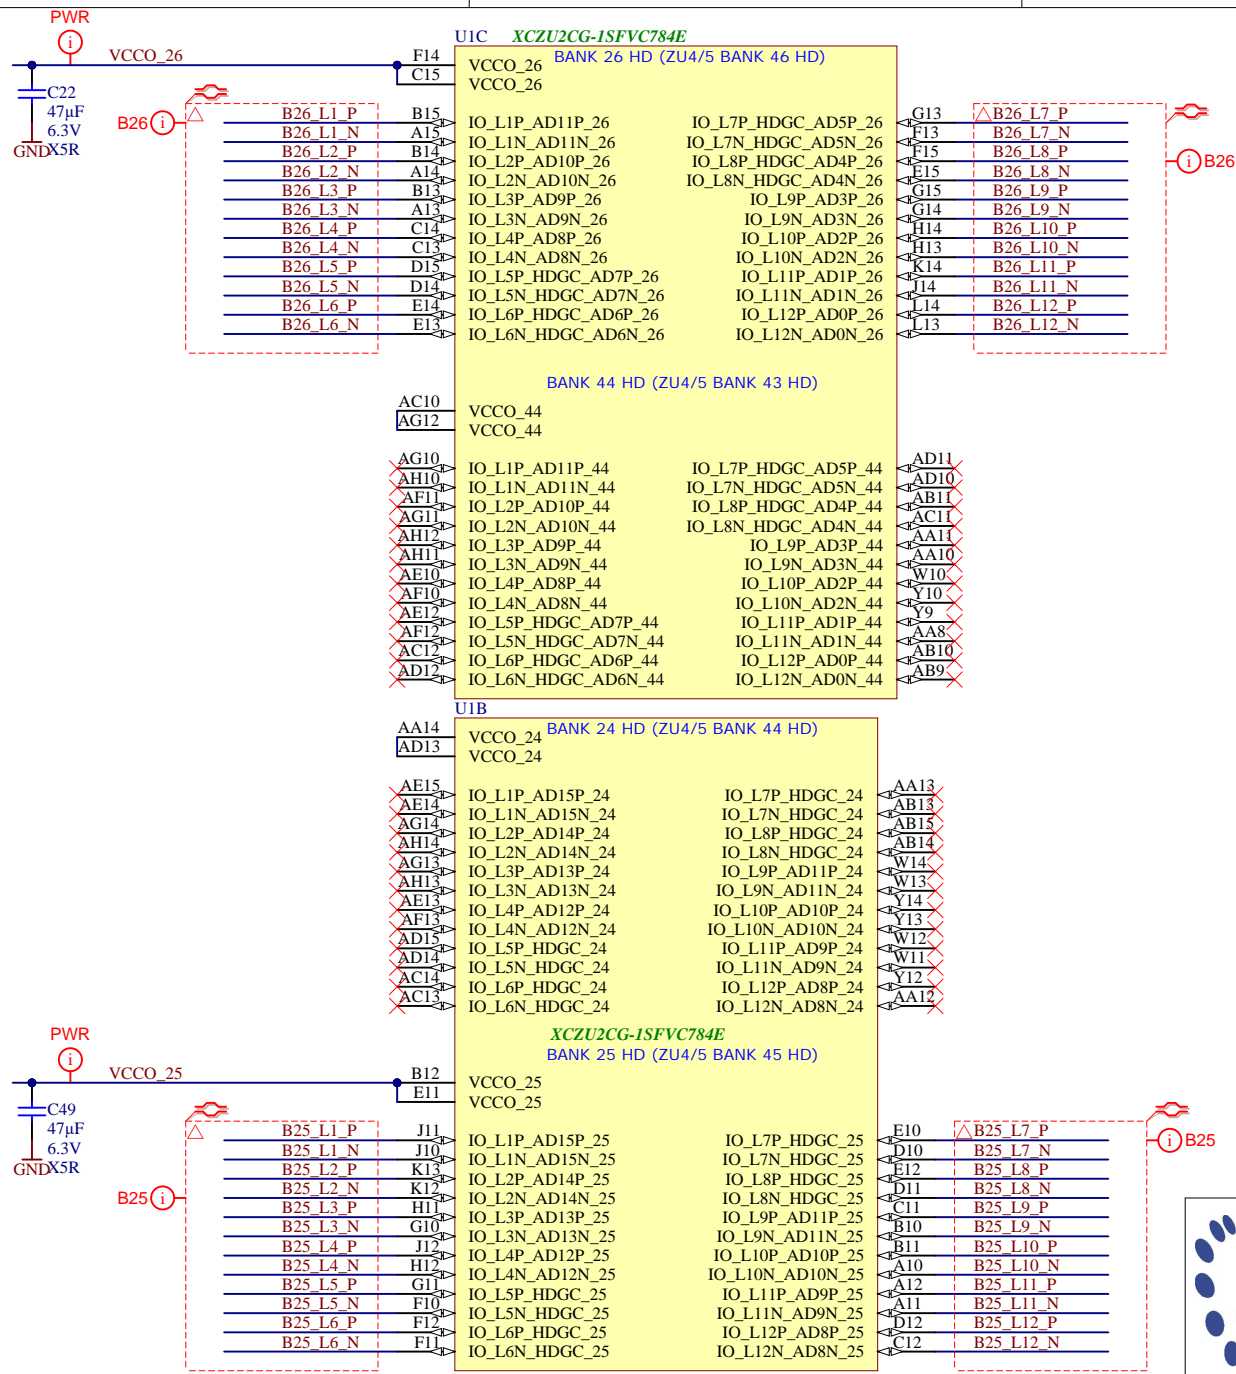 PWR
U1C XCZU2CG-1SFVC784E
VCCO_26 F14 VCCO_26 BANK 26 HD (ZU4/5 BANK 46 HD)
C15 VCCO_26
C22
47µF
6.3V
X5R
GND
B26
B26
B26_L1_P B15 IO_L1P_AD11P_26 IO_L7P_HDGC_AD5P_26 G13 B26_L7_P
B26_L1_N A15 IO_L1N_AD11N_26 IO_L7N_HDGC_AD5N_26 F13 B26_L7_N
B26_L2_P B14 IO_L2P_AD10P_26 IO_L8P_HDGC_AD4P_26 F15 B26_L8_P
B26_L2_N A14 IO_L2N_AD10N_26 IO_L8N_HDGC_AD4N_26 E15 B26_L8_N
B26_L3_P B13 IO_L3P_AD9P_26 IO_L9P_AD3P_26 G15 B26_L9_P
B26_L3_N A13 IO_L3N_AD9N_26 IO_L9N_AD3N_26 G14 B26_L9_N
B26_L4_P C14 IO_L4P_AD8P_26 IO_L10P_AD2P_26 H14 B26_L10_P
B26_L4_N C13 IO_L4N_AD8N_26 IO_L10N_AD2N_26 H13 B26_L10_N
B26_L5_P D15 IO_L5P_HDGC_AD7P_26 IO_L11P_AD1P_26 K14 B26_L11_P
B26_L5_N D14 IO_L5N_HDGC_AD7N_26 IO_L11N_AD1N_26 J14 B26_L11_N
B26_L6_P E14 IO_L6P_HDGC_AD6P_26 IO_L12P_AD0P_26 L14 B26_L12_P
B26_L6_N E13 IO_L6N_HDGC_AD6N_26 IO_L12N_AD0N_26 L13 B26_L12_N
BANK 44 HD (ZU4/5 BANK 43 HD)
AC10 VCCO_44
AG12 VCCO_44
AG10 IO_L1P_AD11P_44 IO_L7P_HDGC_AD5P_44 AD11
AH10 IO_L1N_AD11N_44 IO_L7N_HDGC_AD5N_44 AD10
AF11 IO_L2P_AD10P_44 IO_L8P_HDGC_AD4P_44 AB11
AG11 IO_L2N_AD10N_44 IO_L8N_HDGC_AD4N_44 AC11
AH12 IO_L3P_AD9P_44 IO_L9P_AD3P_44 AA11
AH11 IO_L3N_AD9N_44 IO_L9N_AD3N_44 AA10
AE10 IO_L4P_AD8P_44 IO_L10P_AD2P_44 W10
AF10 IO_L4N_AD8N_44 IO_L10N_AD2N_44 Y10
AE12 IO_L5P_HDGC_AD7P_44 IO_L11P_AD1P_44 Y9
AF12 IO_L5N_HDGC_AD7N_44 IO_L11N_AD1N_44 AA8
AC12 IO_L6P_HDGC_AD6P_44 IO_L12P_AD0P_44 AB10
AD12 IO_L6N_HDGC_AD6N_44 IO_L12N_AD0N_44 AB9
U1B
AA14 VCCO_24 BANK 24 HD (ZU4/5 BANK 44 HD)
AD13 VCCO_24
AE15 IO_L1P_AD15P_24 IO_L7P_HDGC_24 AA13
AE14 IO_L1N_AD15N_24 IO_L7N_HDGC_24 AB13
AG14 IO_L2P_AD14P_24 IO_L8P_HDGC_24 AB15
AH14 IO_L2N_AD14N_24 IO_L8N_HDGC_24 AB14
AG13 IO_L3P_AD13P_24 IO_L9P_AD11P_24 W14
AH13 IO_L3N_AD13N_24 IO_L9N_AD11N_24 W13
AE13 IO_L4P_AD12P_24 IO_L10P_AD10P_24 Y14
AF13 IO_L4N_AD12N_24 IO_L10N_AD10N_24 Y13
AD15 IO_L5P_HDGC_24 IO_L11P_AD9P_24 W12
AD14 IO_L5N_HDGC_24 IO_L11N_AD9N_24 W11
AC14 IO_L6P_HDGC_24 IO_L12P_AD8P_24 Y12
AC13 IO_L6N_HDGC_24 IO_L12N_AD8N_24 AA12
PWR
XCZU2CG-1SFVC784E
BANK 25 HD (ZU4/5 BANK 45 HD)
VCCO_25 B12 VCCO_25
E11 VCCO_25
C49
47µF
6.3V
X5R
GND
B25
B25
B25_L1_P J11 IO_L1P_AD15P_25 IO_L7P_HDGC_25 E10 B25_L7_P
B25_L1_N J10 IO_L1N_AD15N_25 IO_L7N_HDGC_25 D10 B25_L7_N
B25_L2_P K13 IO_L2P_AD14P_25 IO_L8P_HDGC_25 E12 B25_L8_P
B25_L2_N K12 IO_L2N_AD14N_25 IO_L8N_HDGC_25 D11 B25_L8_N
B25_L3_P H11 IO_L3P_AD13P_25 IO_L9P_AD11P_25 C11 B25_L9_P
B25_L3_N G10 IO_L3N_AD13N_25 IO_L9N_AD11N_25 B10 B25_L9_N
B25_L4_P J12 IO_L4P_AD12P_25 IO_L10P_AD10P_25 B11 B25_L10_P
B25_L4_N H12 IO_L4N_AD12N_25 IO_L10N_AD10N_25 A10 B25_L10_N
B25_L5_P G11 IO_L5P_HDGC_25 IO_L11P_AD9P_25 A12 B25_L11_P
B25_L5_N F10 IO_L5N_HDGC_25 IO_L11N_AD9N_25 A11 B25_L11_N
B25_L6_P F12 IO_L6P_HDGC_25 IO_L12P_AD8P_25 D12 B25_L12_P
B25_L6_N F11 IO_L6N_HDGC_25 IO_L12N_AD8N_25 C12 B25_L12_N